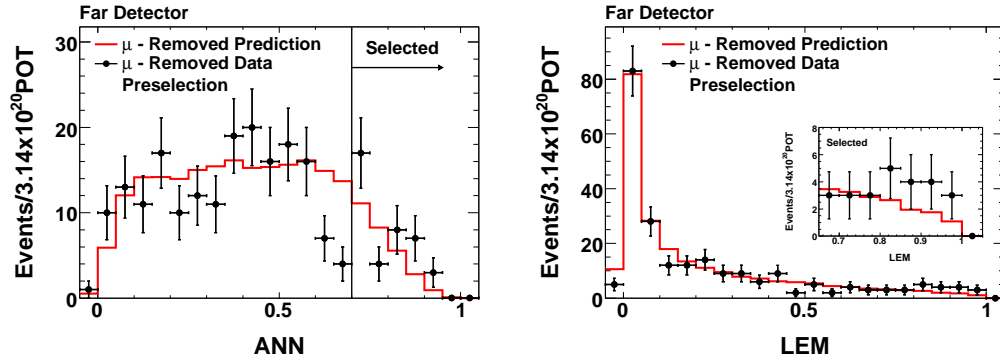 Far Detector
Events/3.14x10²⁰POT
30
20
10
0
μ - Removed Prediction
μ - Removed Data
Preselection
Selected
0
0.5
1
ANN
Far Detector
Events/3.14x10²⁰POT
80
60
40
20
0
μ - Removed Prediction
μ - Removed Data
Preselection
Events/3.14x10²⁰POT
8
6
4
2
0
Selected
0.7
0.8
0.9
1
LEM
0
0.5
1
LEM